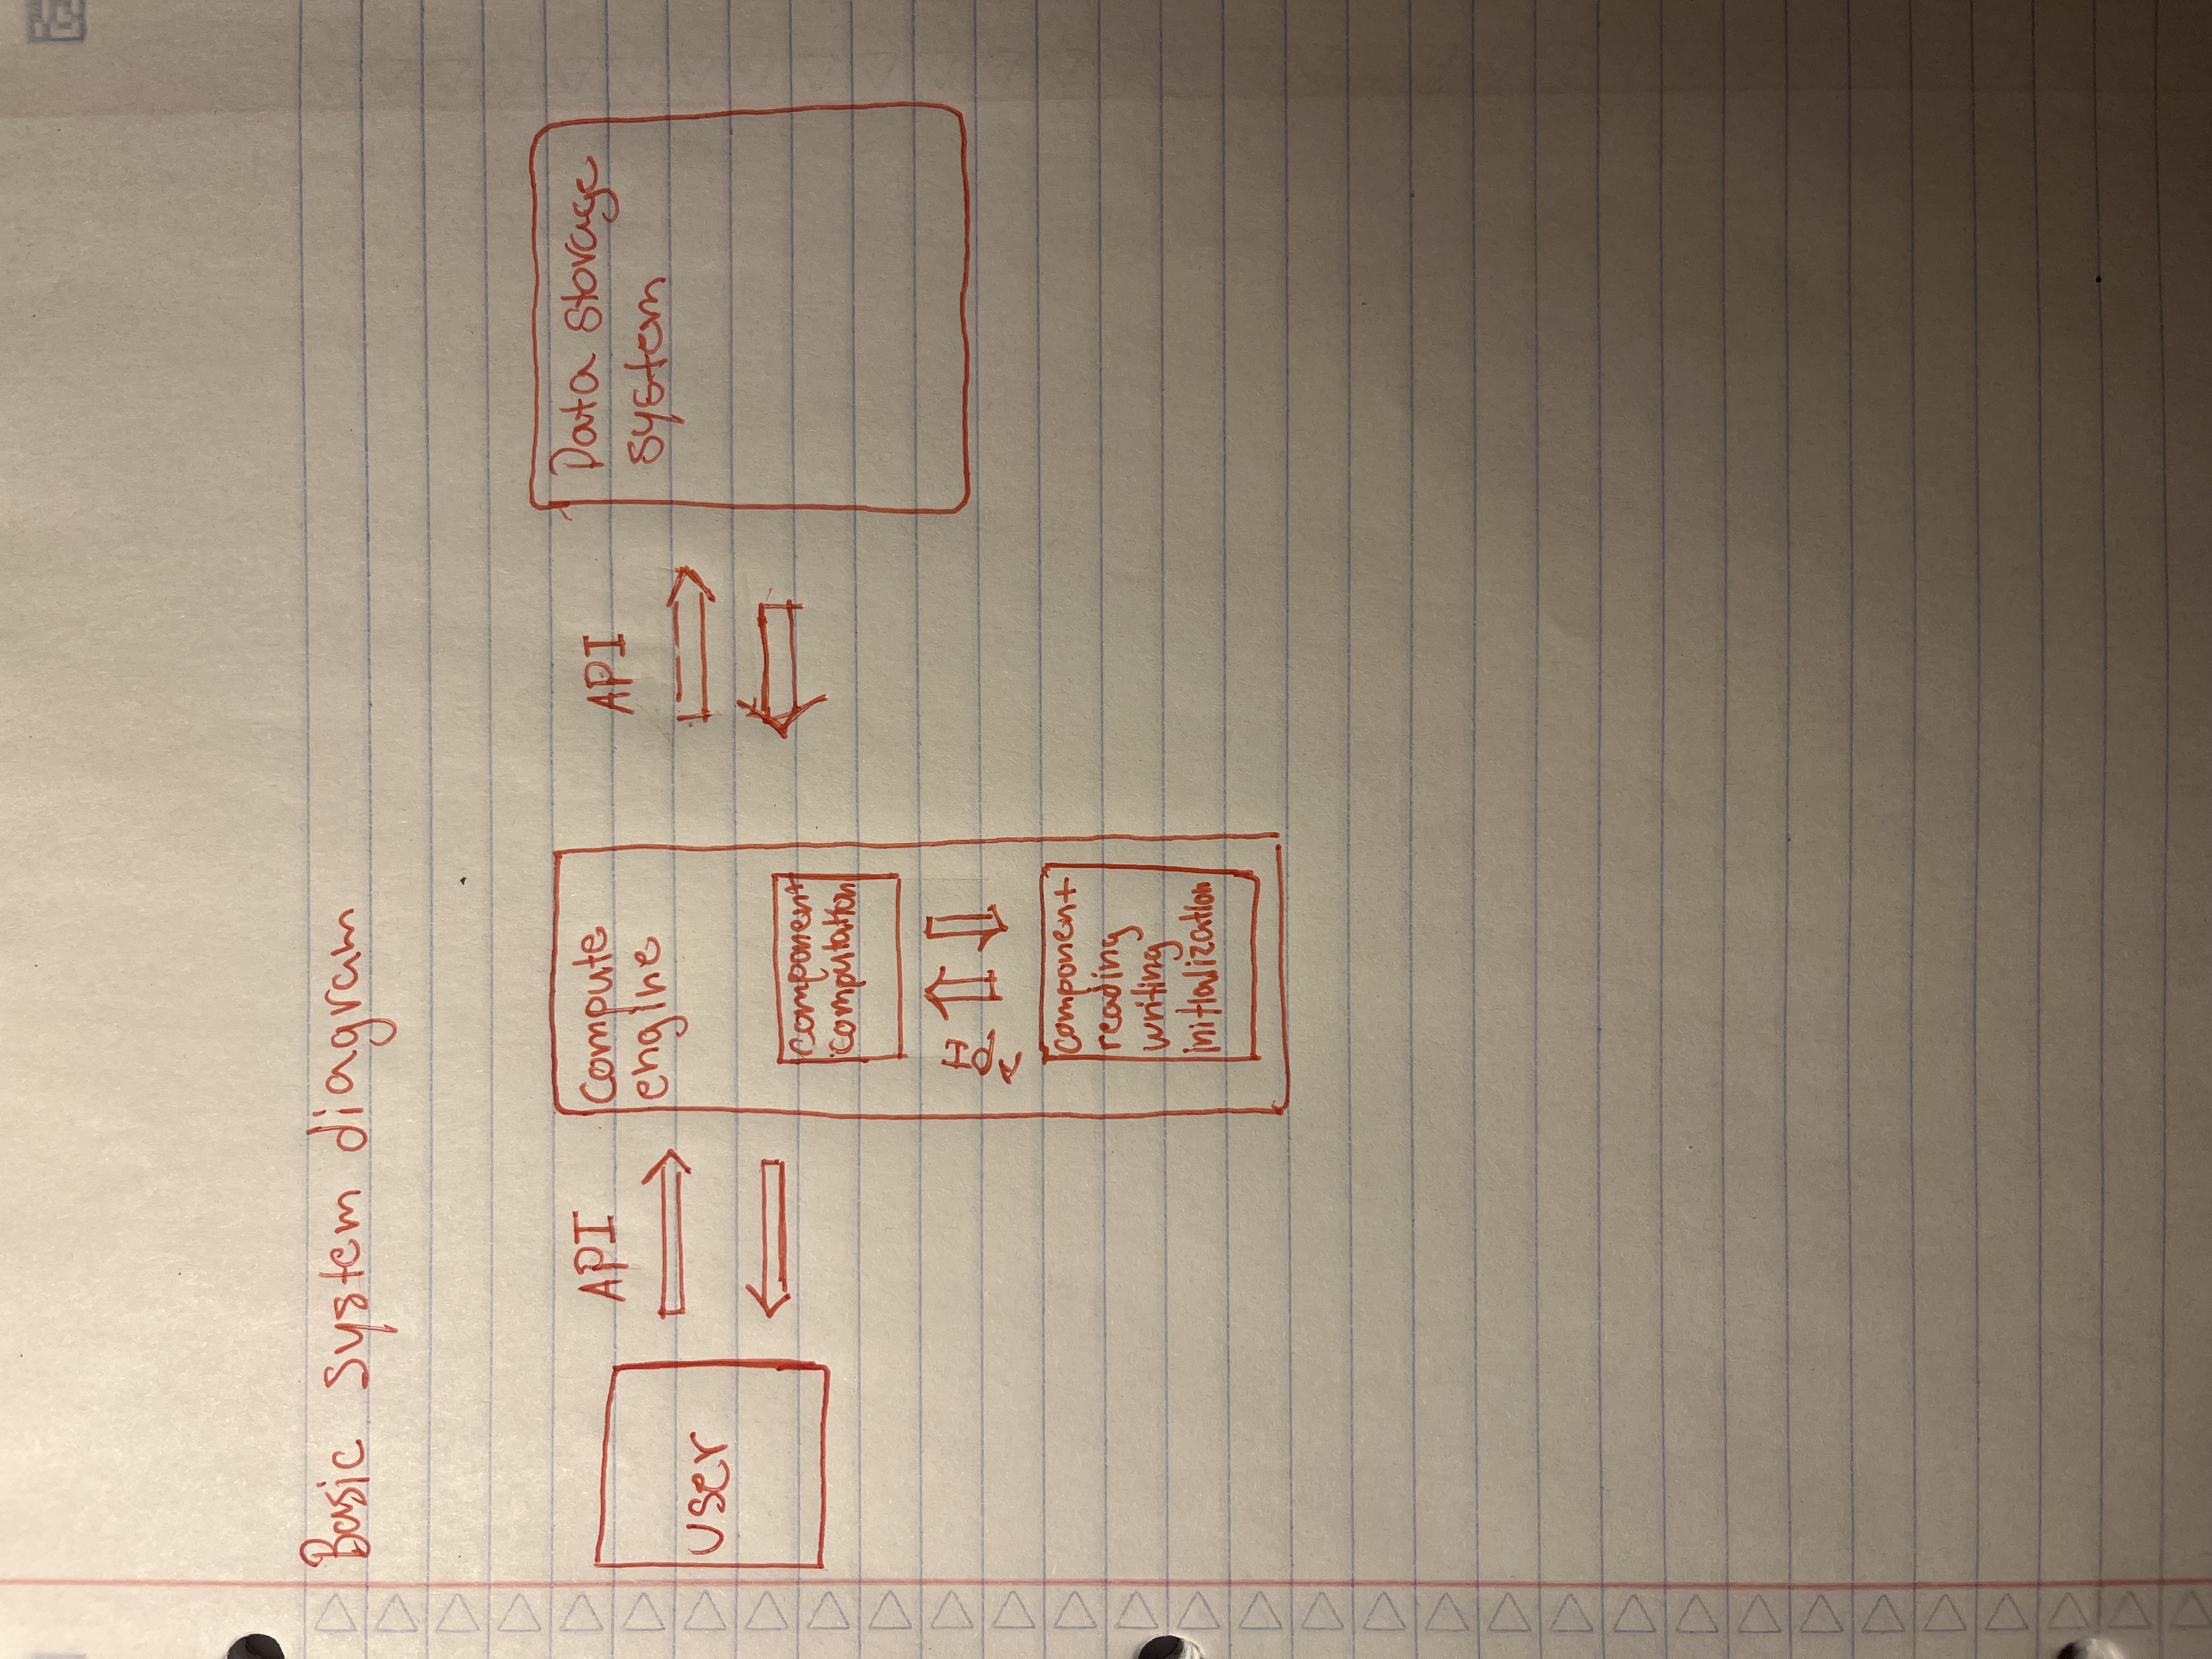 Basic system diagram
user
API
Compute
engine
component
computation
API
component
reading
writing
initialization
API
Data storage
system